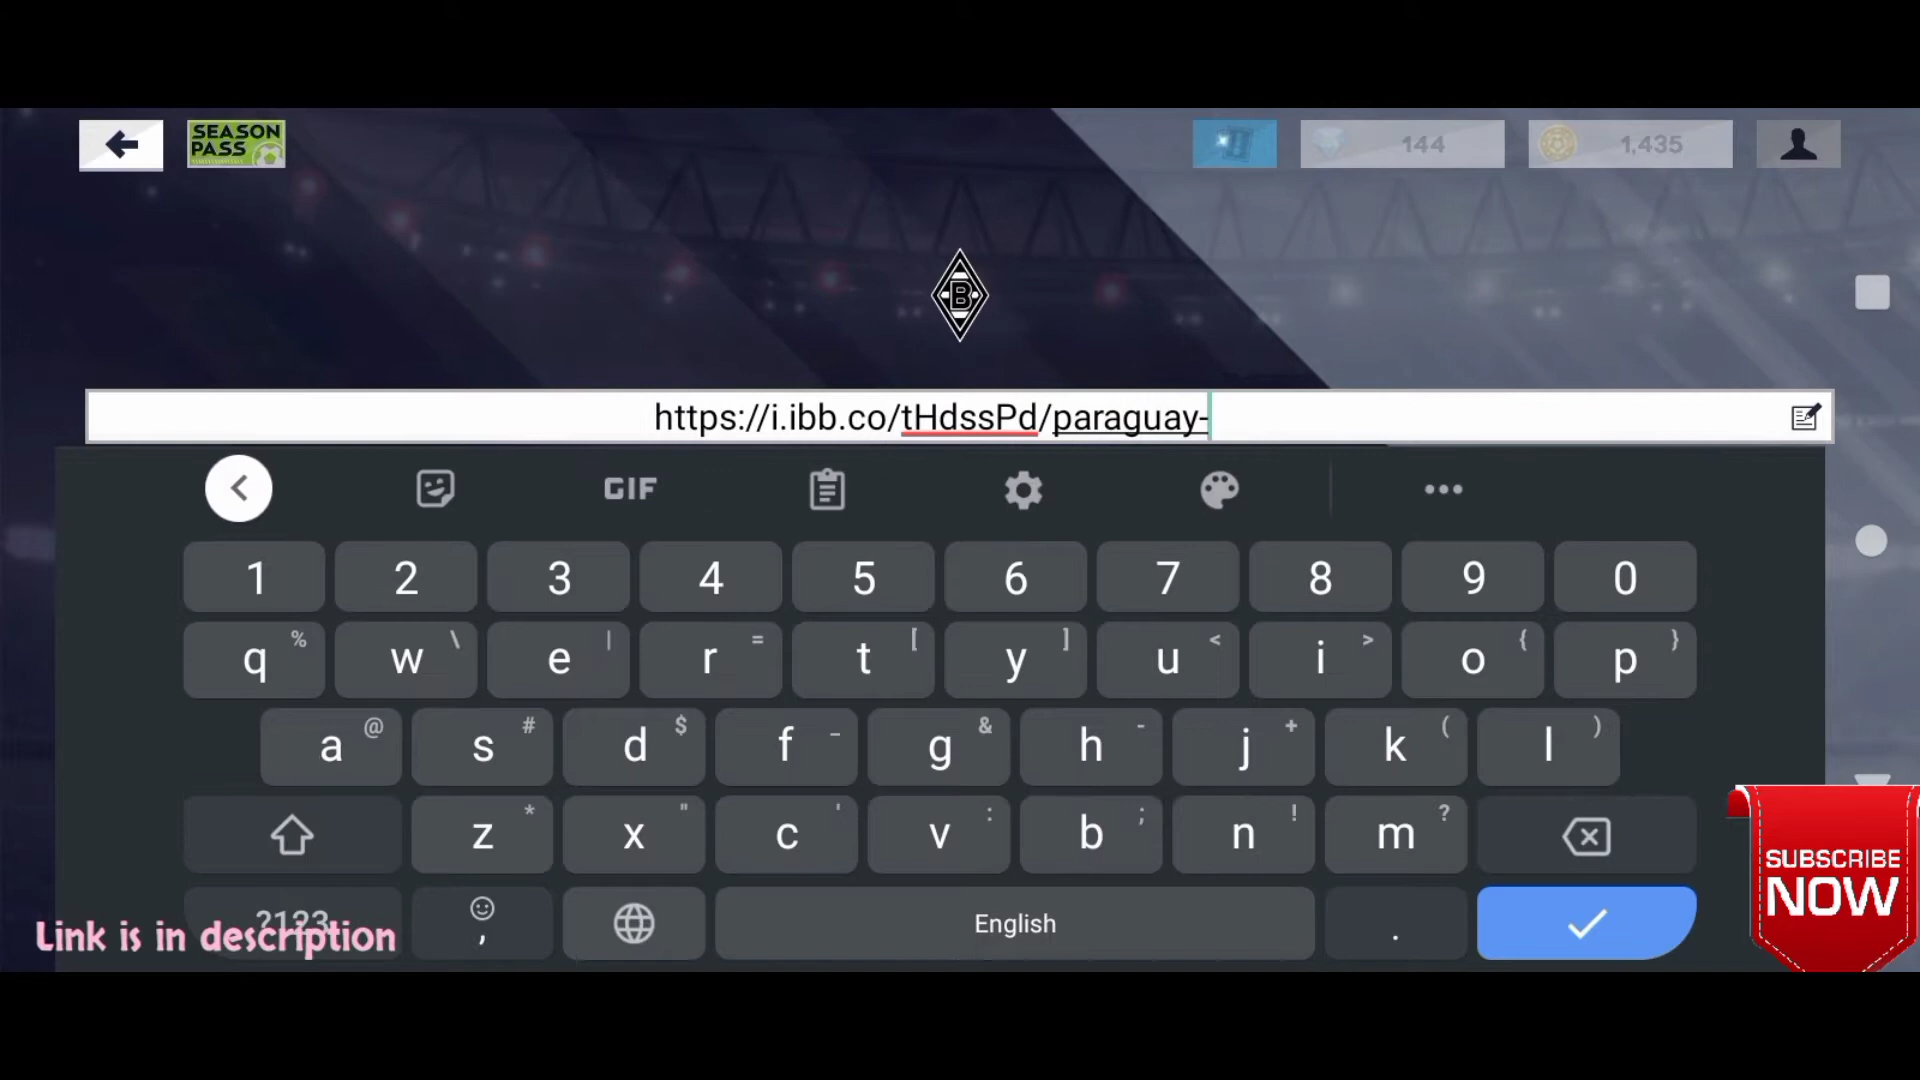 SEASON
PASS
144
1,435
B
https://i.ibb.co/tHdssPd/paraguay-
GIF
1 2 3 4 5 6 7 8 9 0
q % w \ e | r = t [ y ] u < i > o { p }
a @ s # d $ f _ g & h - j + k ( l )
z * x " c ' v : b ; n ! m ?
?123 , English .
Link is in description
SUBSCRIBE
NOW